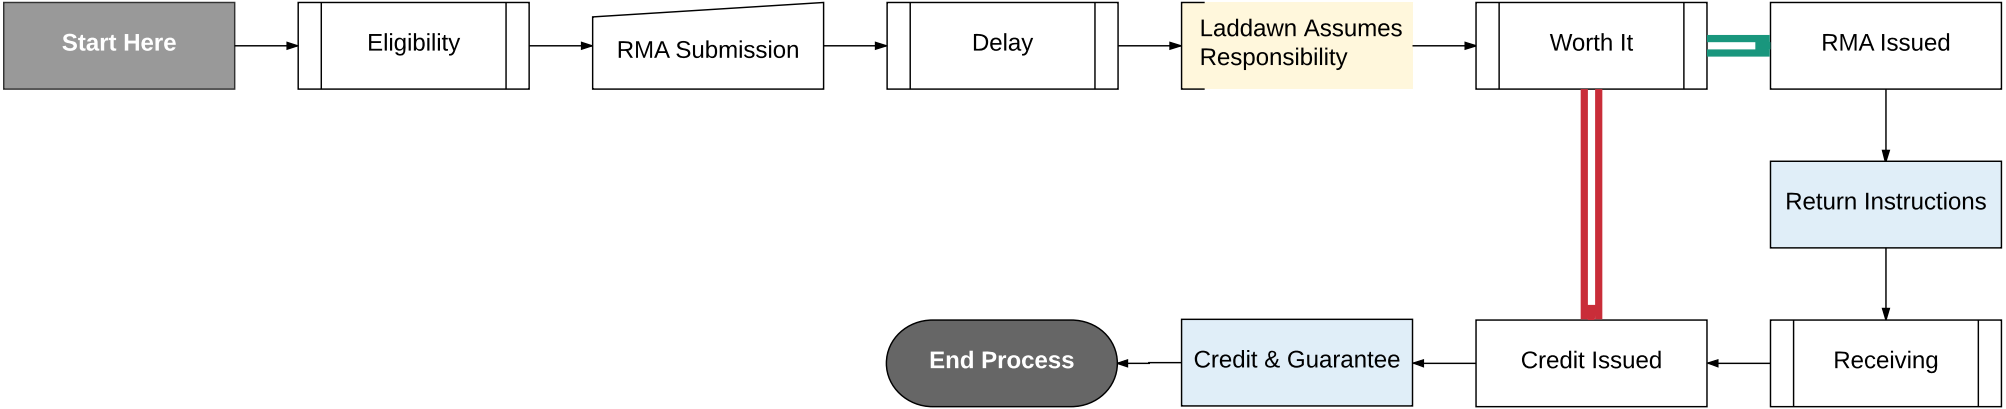 Start Here
Eligibility
RMA Submission
Delay
Laddawn Assumes
Responsibility
Worth It
RMA Issued
Return Instructions
End Process
Credit & Guarantee
Credit Issued
Receiving